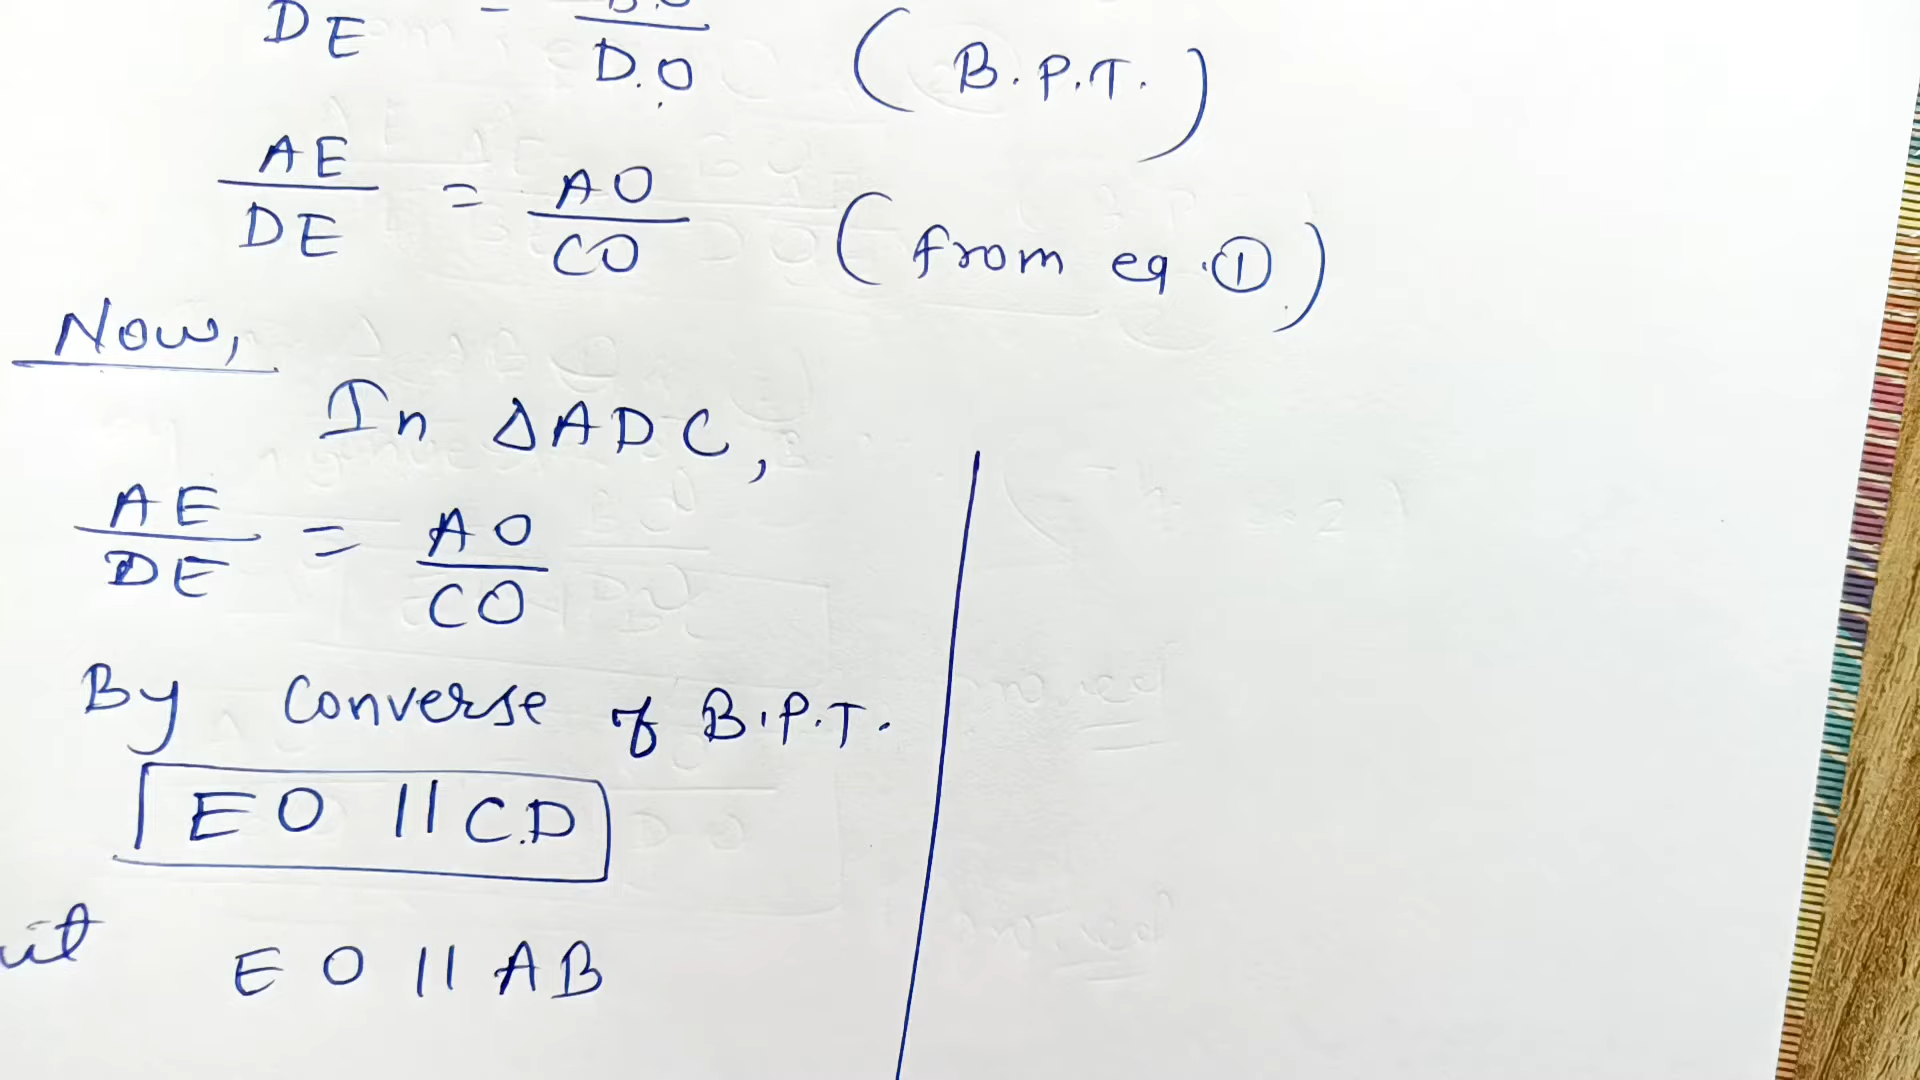 DE = D.O (B.P.T.)
AE/DE = AO/CO (from eq.①)
Now,
In ΔADC,
AE/DE = AO/CO
By Converse of B.P.T.
EO || C.D
EO || AB